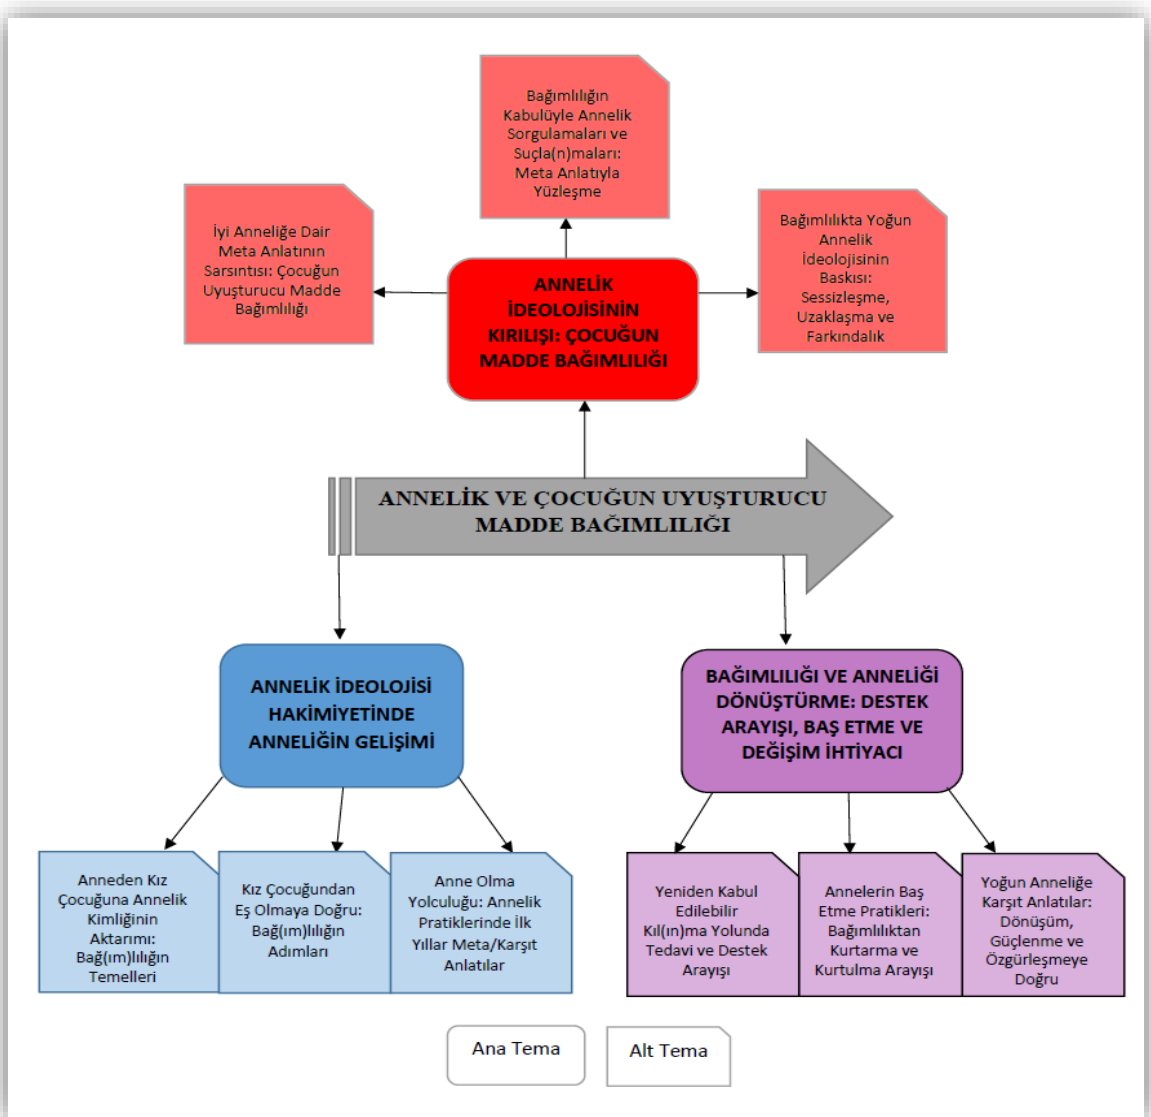 Bağımlılığın
Kabulüyle Annelik
Sorgulamaları ve
Suçla(n)maları:
Meta Anlatıyla
Yüzleşme
İyi Anneliğe Dair
Meta Anlatının
Sarsıntısı: Çocuğun
Uyuşturucu Madde
Bağımlılığı
Bağımlılıkta Yoğun
Annelik
İdeolojisinin
Baskısı:
Sessizleşme,
Uzaklaşma ve
Farkındalık
ANNELİK
İDEOLOJİSİNİN
KIRILIŞI: ÇOCUĞUN
MADDE BAĞIMLILIĞI
ANNELİK VE ÇOCUĞUN UYUŞTURUCU
MADDE BAĞIMLILIĞI
ANNELİK İDEOLOJİSİ
HAKİMİYETİNDE
ANNELİĞİN GELİŞİMİ
BAĞIMLILIĞI VE ANNELİĞİ
DÖNÜŞTÜRME: DESTEK
ARAYIŞI, BAŞ ETME VE
DEĞİŞİM İHTİYACI
Anneden Kız
Çocuğuna Annelik
Kimliğinin
Aktarımı:
Bağ(ım)lılığın
Temelleri
Kız Çocuğundan
Eş Olmaya Doğru:
Bağ(ım)lılığın
Adımları
Anne Olma
Yolculuğu: Annelik
Pratiklerinde İlk
Yıllar Meta/Karşıt
Anlatılar
Yeniden Kabul
Edilebilir
Kıl(ın)ma Yolunda
Tedavi ve Destek
Arayışı
Annelerin Baş
Etme Pratikleri:
Bağımlılıktan
Kurtarma ve
Kurtulma Arayışı
Yoğun Anneliğe
Karşıt Anlatılar:
Dönüşüm,
Güçlenme ve
Özgürleşmeye
Doğru
Ana Tema
Alt Tema